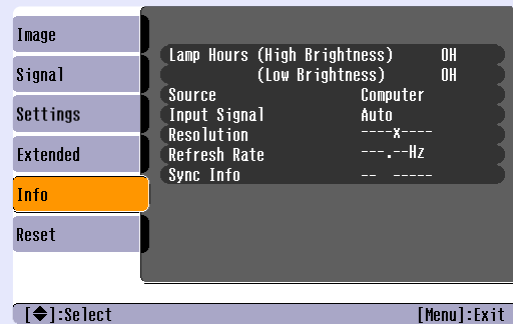 Image
Signal
Settings
Extended
Info
Reset
Lamp Hours (High Brightness) 0H
(Low Brightness) 0H
Source Computer
Input Signal Auto
Resolution ----x----
Refresh Rate ---.--Hz
Sync Info -- -----
[◆]:Select [Menu]:Exit